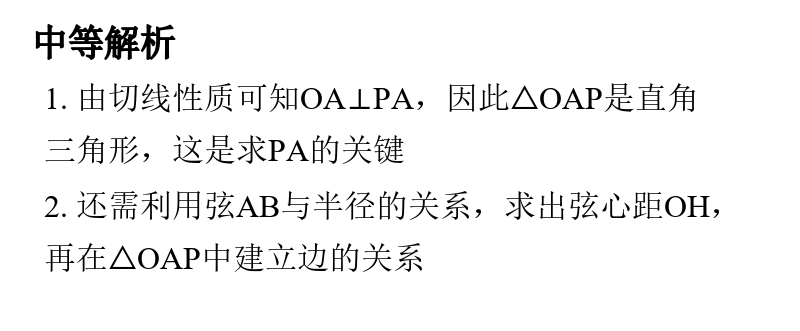 中等解析
1. 由切线性质可知OA⊥PA，因此△OAP是直角
三角形，这是求PA的关键
2. 还需利用弦AB与半径的关系，求出弦心距OH，
再在△OAP中建立边的关系